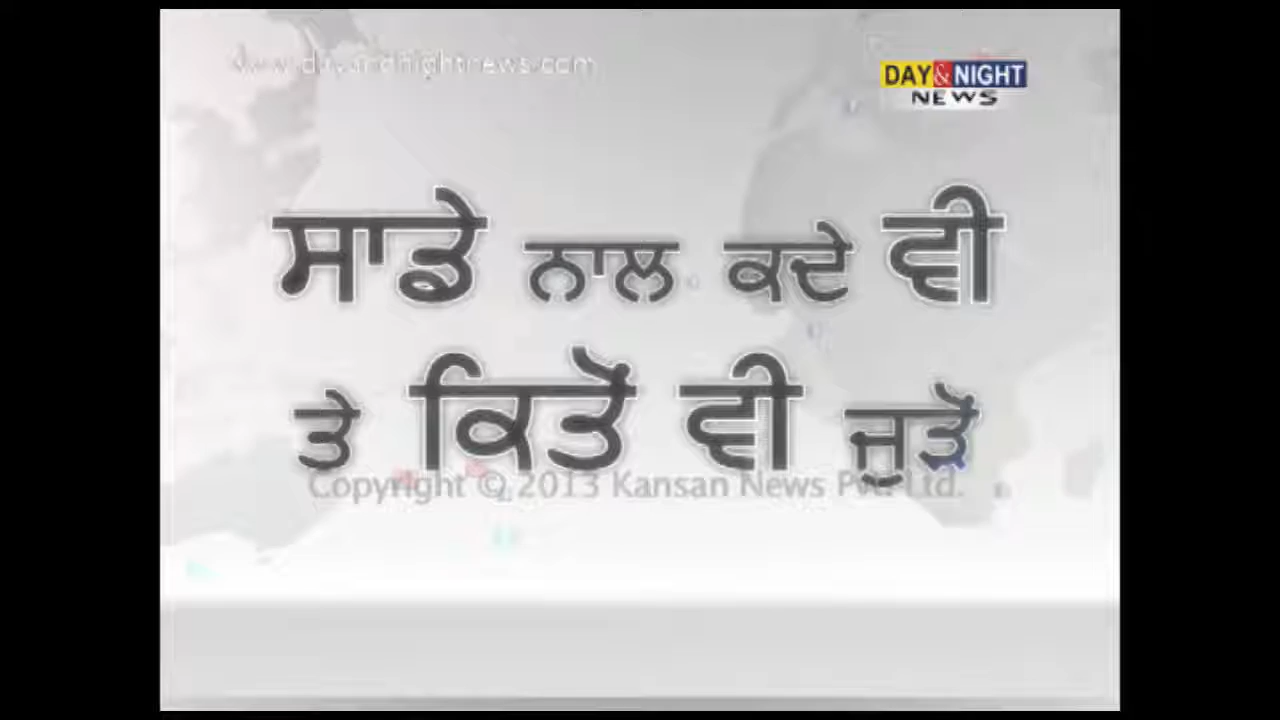 www.dayandnightnews.com
DAY&NIGHT
NEWS
ਸਾਡੇ ਨਾਲ ਕਦੇ ਵੀ
ਤੇ ਕਿਤੋਂ ਵੀ ਜੁੜੋਂ
Copyright © 2013 Kansan News Pvt. Ltd.